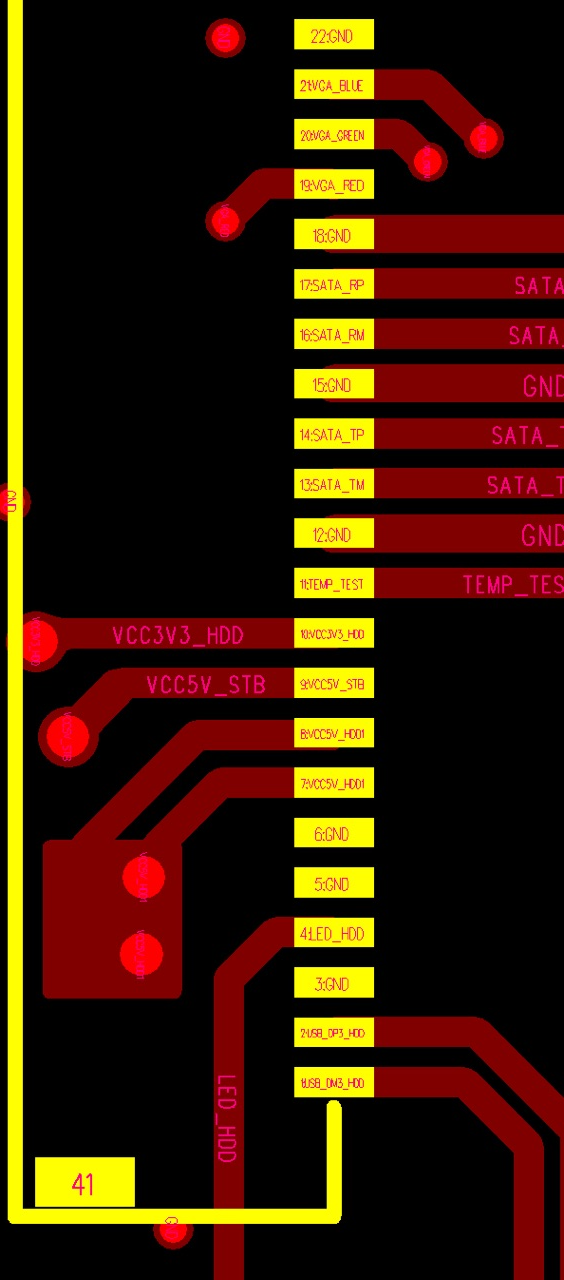 22:GND
21:VGA_BLUE
20:VGA_GREEN
19:VGA_RED
18:GND
17:SATA_RP
SATA
16:SATA_RM
SATA_
15:GND
GND
14:SATA_TP
SATA_T
13:SATA_TM
SATA_T
12:GND
GND
GND
11:TEMP_TEST
TEMP_TES
VCC3V3_HDD
10:VCC3V3_HDD
VCC5V_STB
9:VCC5V_STB
8:VCC5V_HDD1
7:VCC5V_HDD1
6:GND
5:GND
4:LED_HDD
3:GND
2:USB_DP3_HDD
1:USB_DM3_HDD
LED_HDD
41
GND